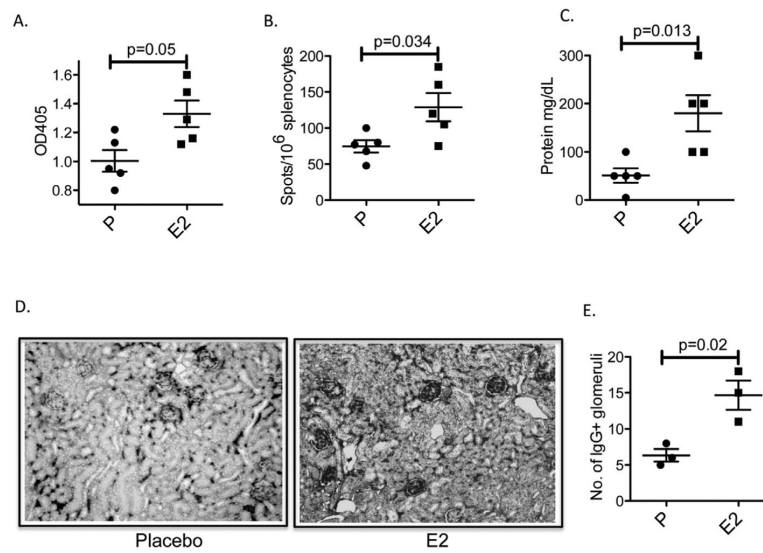 A.
p=0.05
OD405
1.6
1.4
1.2
1.0
0.8
P
E2
B.
p=0.034
Spots/10^6 splenocytes
200
150
100
50
0
P
E2
C.
p=0.013
Protein mg/dL
300
200
100
0
P
E2
D.
Placebo
E2
E.
p=0.02
No. of IgG+ glomeruli
20
15
10
5
0
P
E2